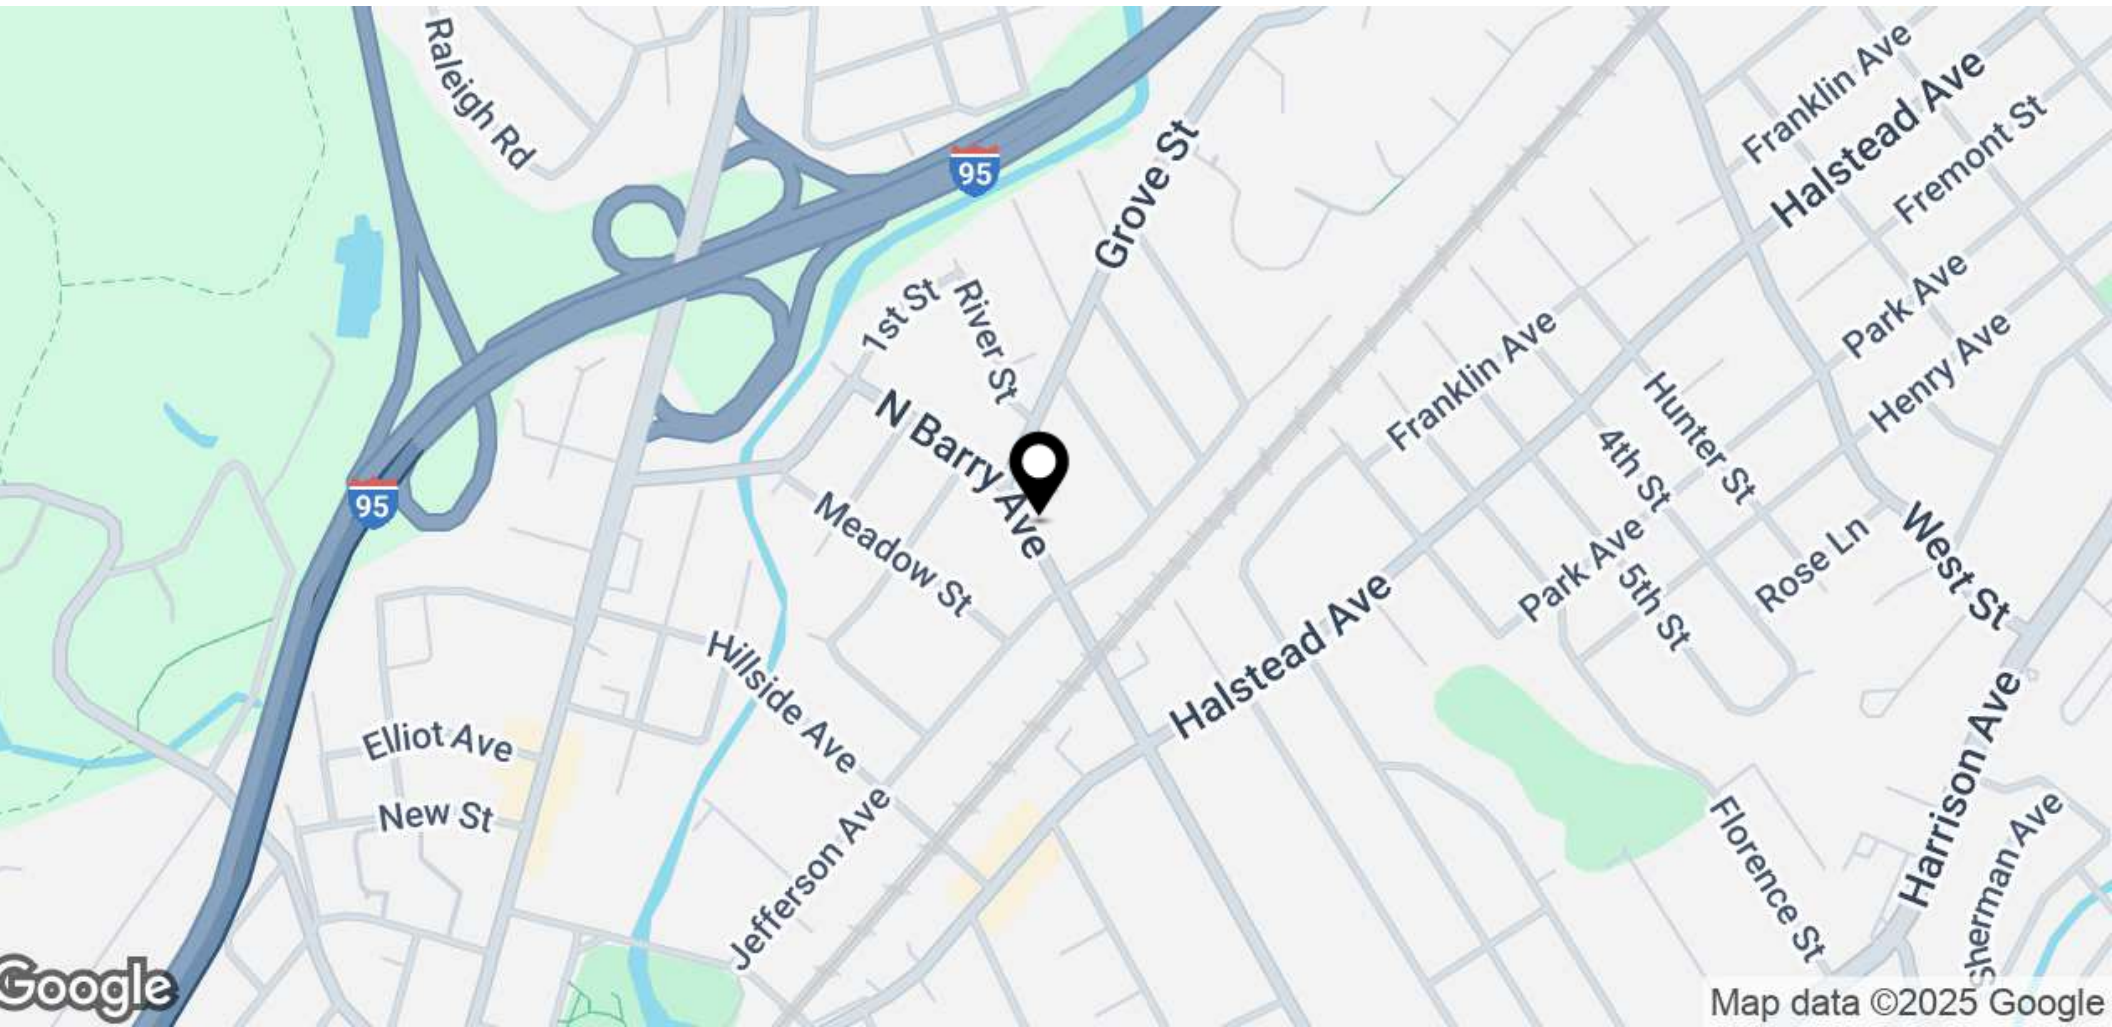 Raleigh Rd
Franklin Ave
Halstead Ave
Fremont St
95
Grove St
1st St
River St
Park Ave
Henry Ave
Franklin Ave
N Barry Ave
Hunter St
4th St
95
Meadow St
Park Ave
5th St
Rose Ln
West St
Hillside Ave
Halstead Ave
Elliot Ave
New St
Jefferson Ave
Harrison Ave
Florence St
Sherman Ave
Google
Map data ©2025 Google